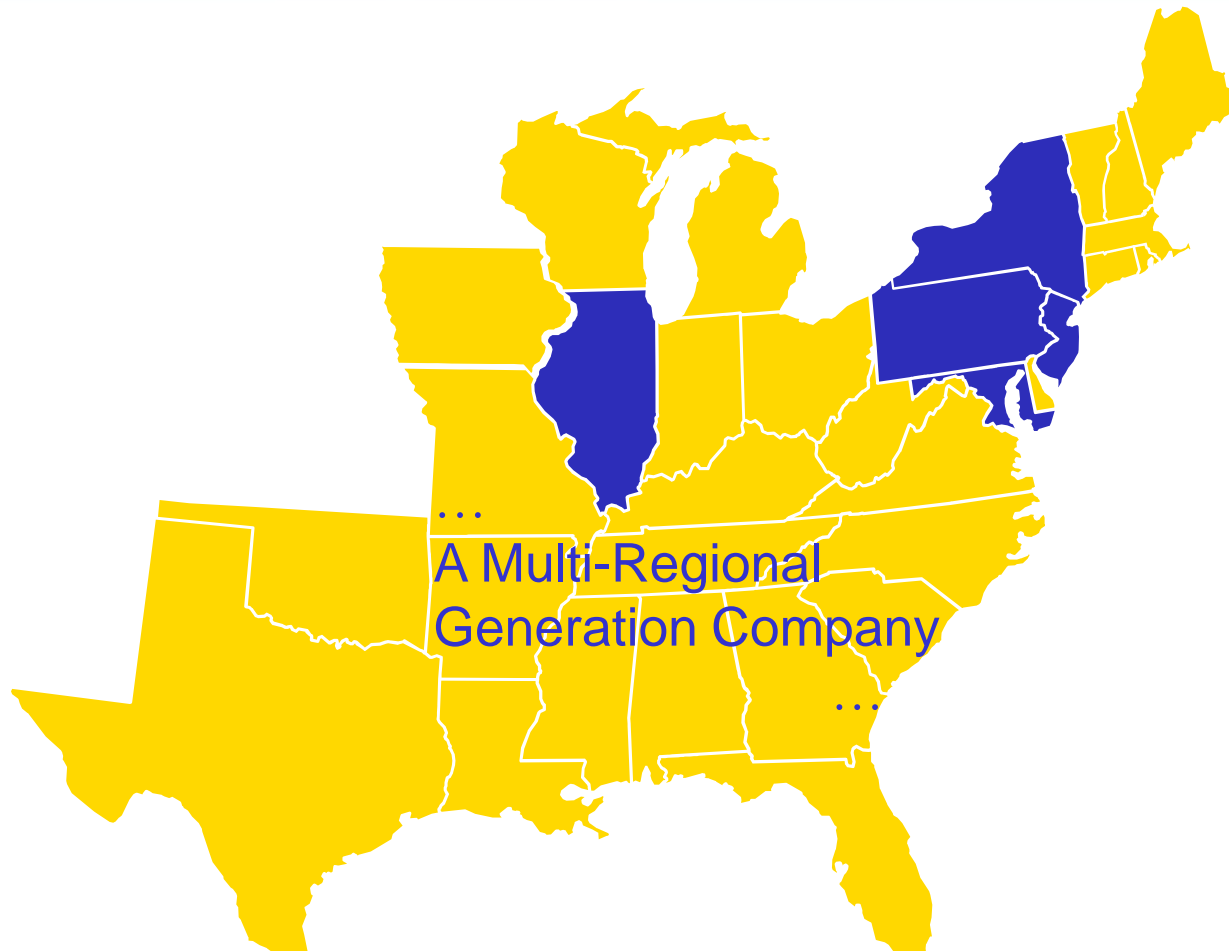 . . .
A Multi-Regional
Generation Company
. . .